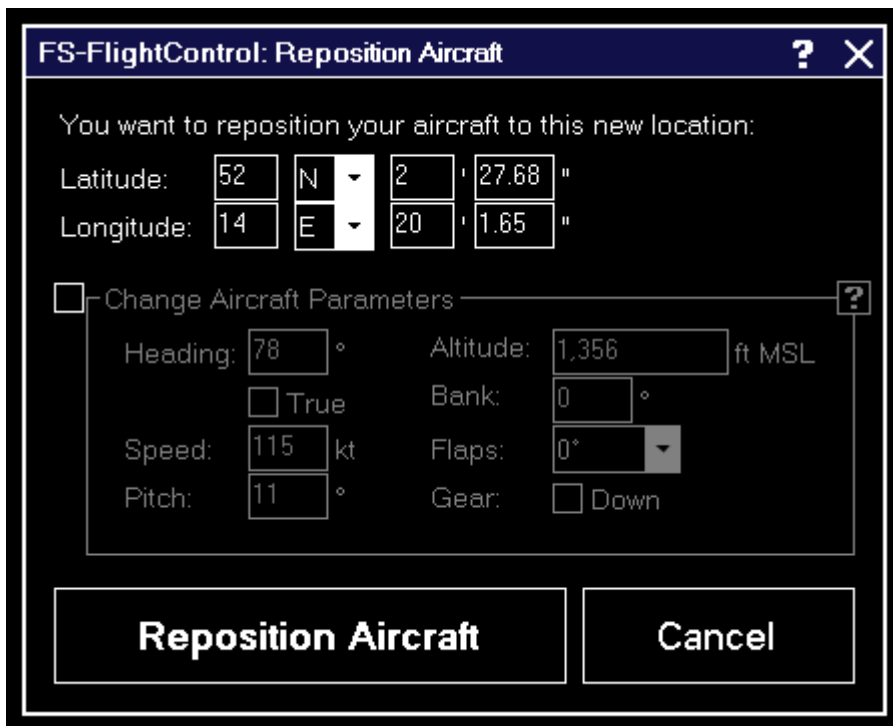 FS-FlightControl: Reposition Aircraft ?
You want to reposition your aircraft to this new location:
Latitude: 52 N 2 ' 27.68 "
Longitude: 14 E 20 ' 1.65 "
Change Aircraft Parameters ?
Heading: 78 ° Altitude: 1,356 ft MSL
True Bank: 0 °
Speed: 115 kt Flaps: 0°
Pitch: 11 ° Gear: Down
Reposition Aircraft Cancel